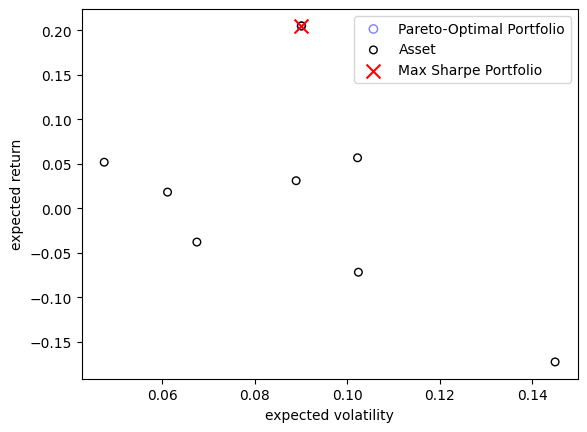 Pareto-Optimal Portfolio
Asset
Max Sharpe Portfolio
0.20
0.15
0.10
0.05
0.00
−0.05
−0.10
−0.15
expected return
0.06 0.08 0.10 0.12 0.14
expected volatility